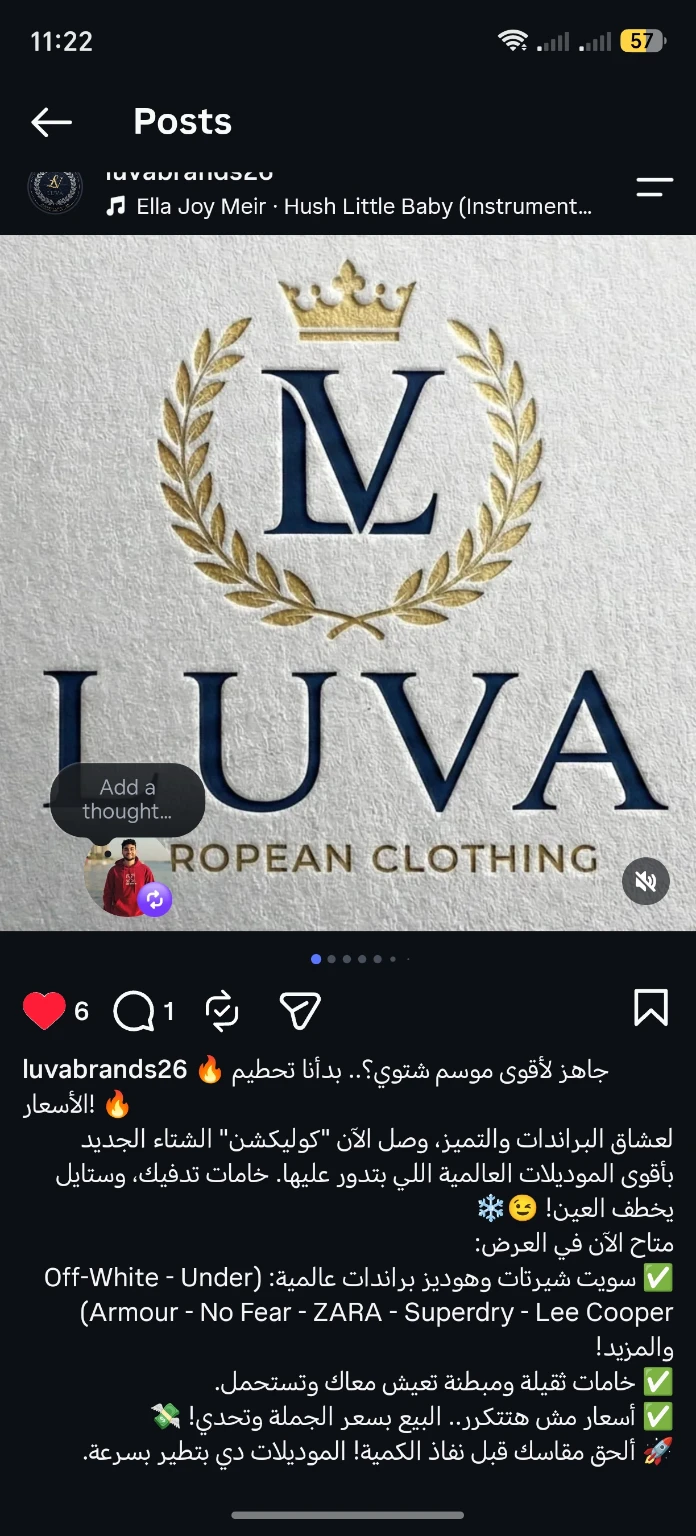 11:22
57
Posts
luvabrands26
Ella Joy Meir · Hush Little Baby (Instrument...
LV
LUVA
ROPEAN CLOTHING
Add a
thought...
6
1
luvabrands26 🔥 جاهز لأقوى موسم شتوي؟.. بدأنا تحطيم
الأسعار! 🔥
لعشاق البراندات والتميز، وصل الآن "كوليكشن" الشتاء الجديد
بأقوى الموديلات العالمية اللي بتدور عليها. خامات تدفيك، وستايل
يخطف العين! 😉❄️
متاح الآن في العرض:
✅ سويت شيرتات وهوديز براندات عالمية: (Off-White - Under
Armour - No Fear - ZARA - Superdry - Lee Cooper)
والمزيد!
✅ خامات ثقيلة ومبطنة تعيش معاك وتستحمل.
✅ أسعار مش هتتكرر.. البيع بسعر الجملة وتحدي! 💸
🚀 ألحق مقاسك قبل نفاذ الكمية! الموديلات دي بتطير بسرعة.